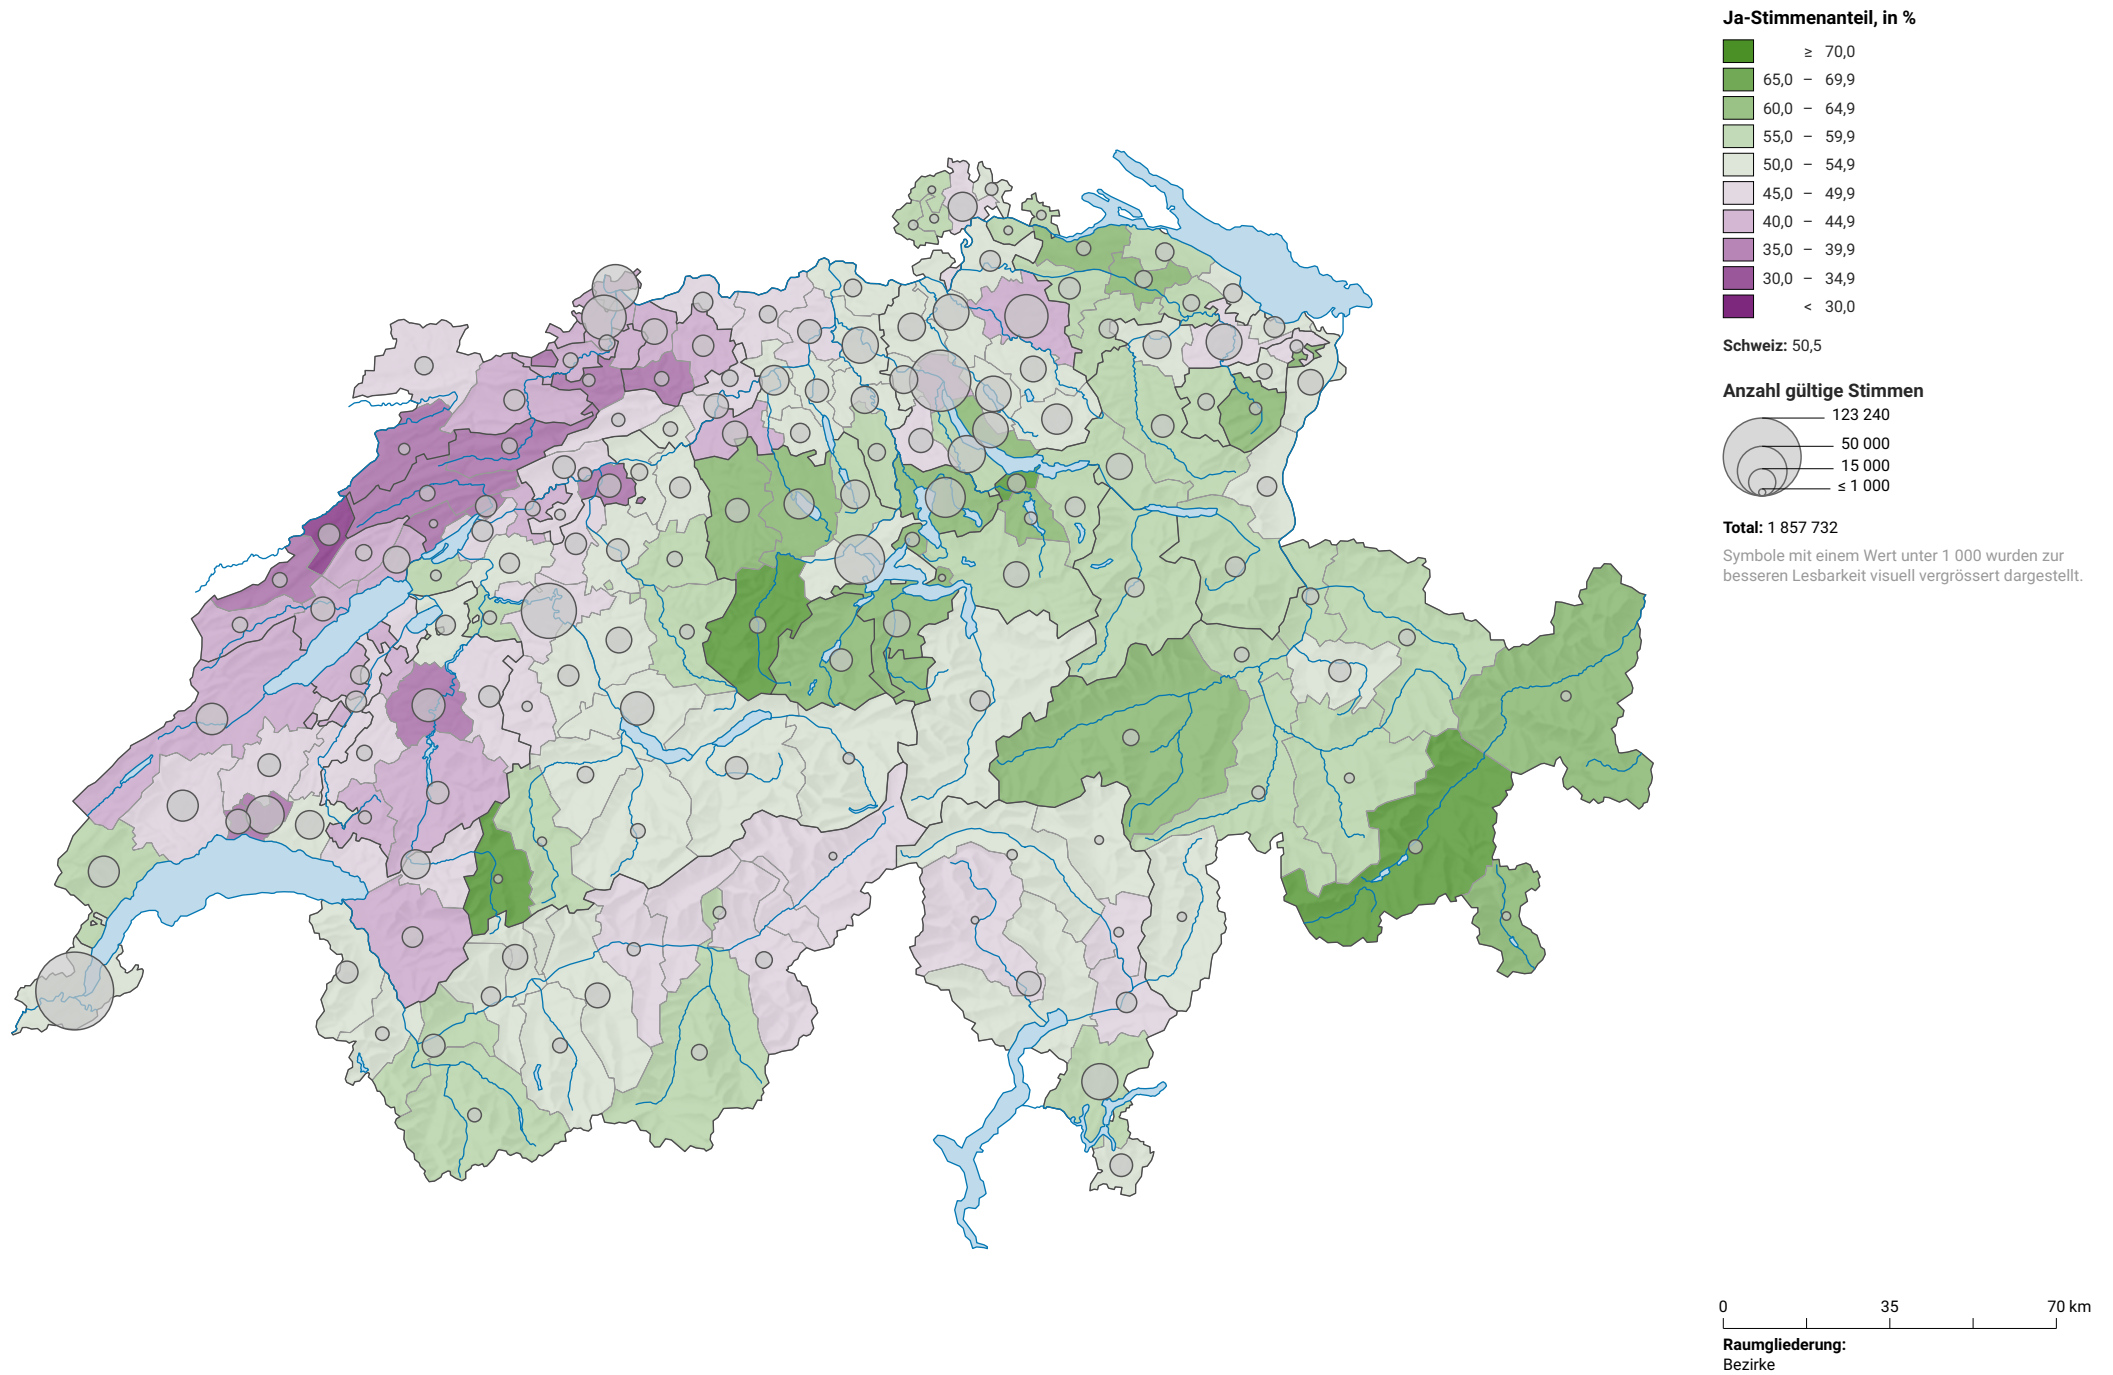 Ja-Stimmenanteil, in %
≥ 70,0
65,0 – 69,9
60,0 – 64,9
55,0 – 59,9
50,0 – 54,9
45,0 – 49,9
40,0 – 44,9
35,0 – 39,9
30,0 – 34,9
< 30,0
Schweiz: 50,5
Anzahl gültige Stimmen
123 240
50 000
15 000
≤ 1 000
Total: 1 857 732
Symbole mit einem Wert unter 1 000 wurden zur
besseren Lesbarkeit visuell vergrössert dargestellt.
0 35 70 km
Raumgliederung:
Bezirke